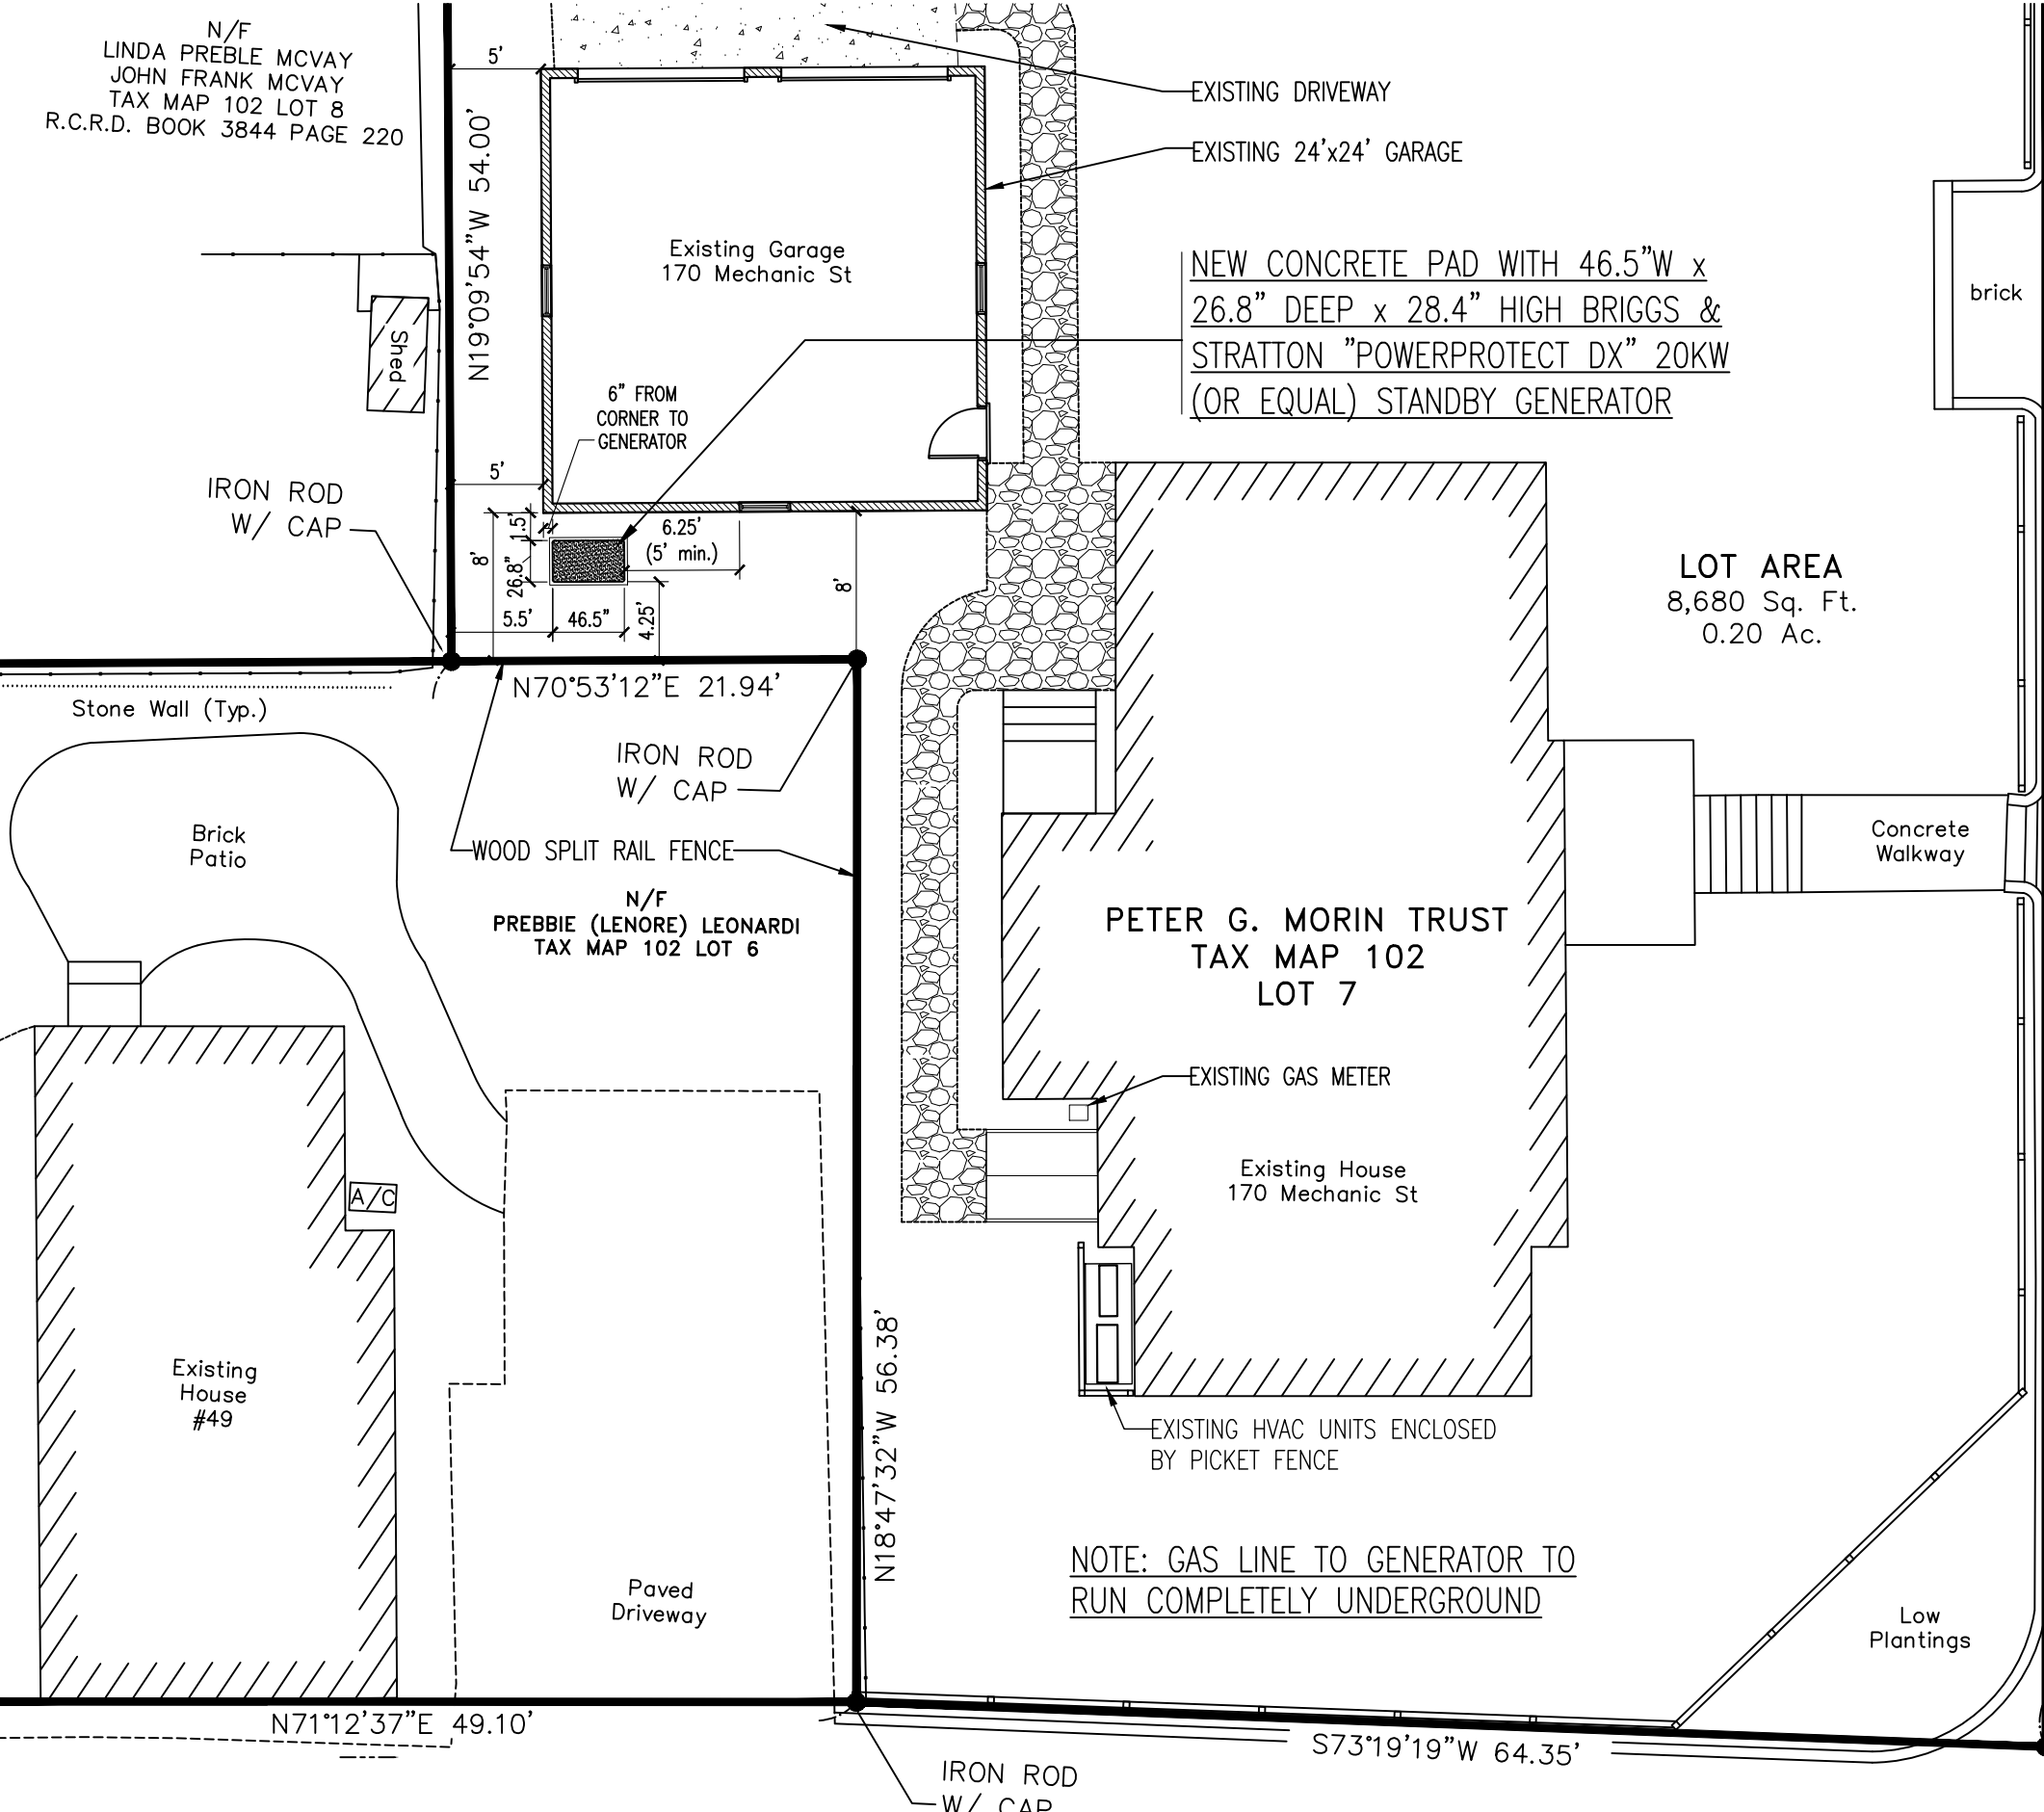 N/F
LINDA PREBLE MCVAY
JOHN FRANK MCVAY
TAX MAP 102 LOT 8
R.C.R.D. BOOK 3844 PAGE 220
5'
N19°09'54"W 54.00'
EXISTING DRIVEWAY
EXISTING 24'x24' GARAGE
Existing Garage
170 Mechanic St
NEW CONCRETE PAD WITH 46.5"W x
26.8" DEEP x 28.4" HIGH BRIGGS &
STRATTON "POWERPROTECT DX" 20KW
(OR EQUAL) STANDBY GENERATOR
brick
Shed
6" FROM
CORNER TO
GENERATOR
IRON ROD
W/ CAP
5'
1.5'
8'
26.8"
6.25'
(5' min.)
8'
5.5'
46.5"
4.25'
LOT AREA
8,680 Sq. Ft.
0.20 Ac.
N70°53'12"E 21.94'
Stone Wall (Typ.)
IRON ROD
W/ CAP
Brick
Patio
WOOD SPLIT RAIL FENCE
Concrete
Walkway
N/F
PREBBIE (LENORE) LEONARDI
TAX MAP 102 LOT 6
PETER G. MORIN TRUST
TAX MAP 102
LOT 7
EXISTING GAS METER
Existing House
170 Mechanic St
A/C
Existing
House
#49
N18°47'32"W 56.38'
EXISTING HVAC UNITS ENCLOSED
BY PICKET FENCE
NOTE: GAS LINE TO GENERATOR TO
RUN COMPLETELY UNDERGROUND
Paved
Driveway
Low
Plantings
N71°12'37"E 49.10'
S73°19'19"W 64.35'
IRON ROD
W/ CAP